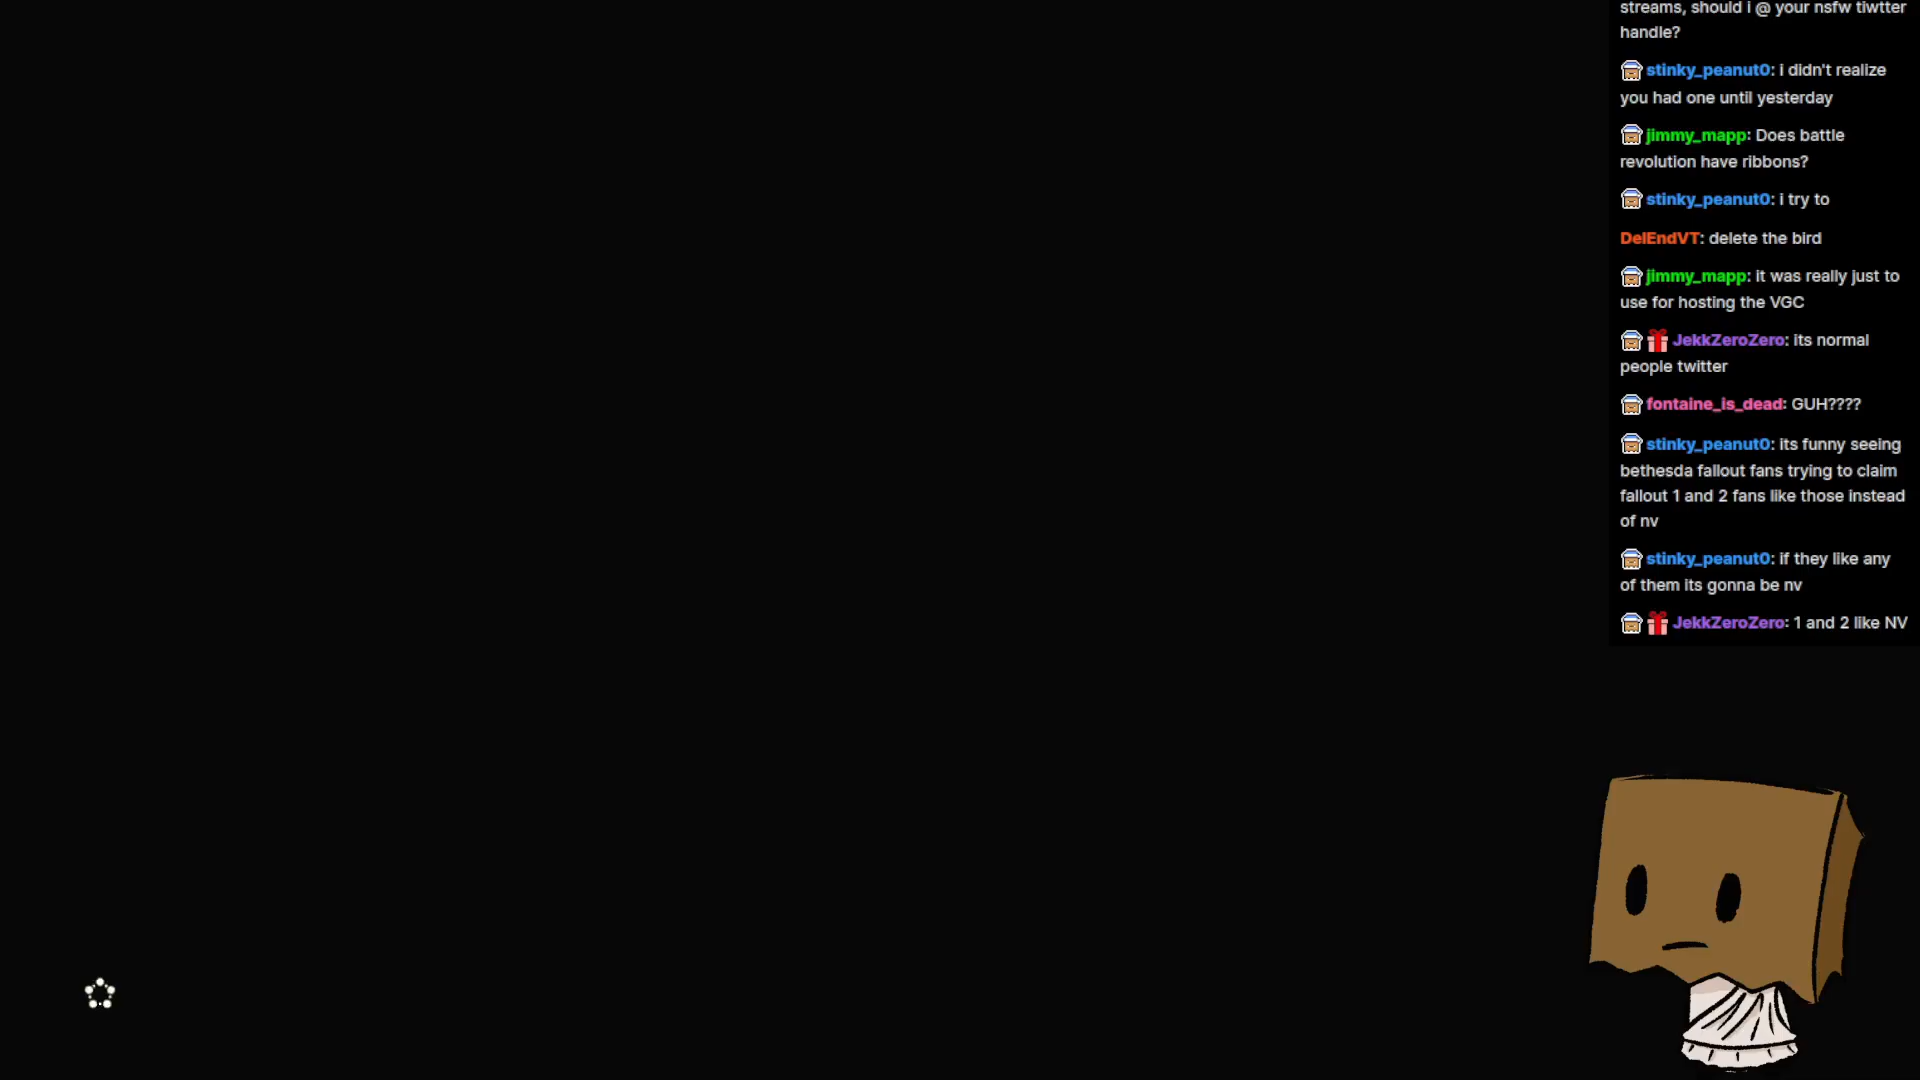 streams, should i @ your nsfw tiwtter
handle?
stinky_peanut0: i didn't realize
you had one until yesterday
jimmy_mapp: Does battle
revolution have ribbons?
stinky_peanut0: i try to
DelEndVT: delete the bird
jimmy_mapp: it was really just to
use for hosting the VGC
JekkZeroZero: its normal
people twitter
fontaine_is_dead: GUH????
stinky_peanut0: its funny seeing
bethesda fallout fans trying to claim
fallout 1 and 2 fans like those instead
of nv
stinky_peanut0: if they like any
of them its gonna be nv
JekkZeroZero: 1 and 2 like NV